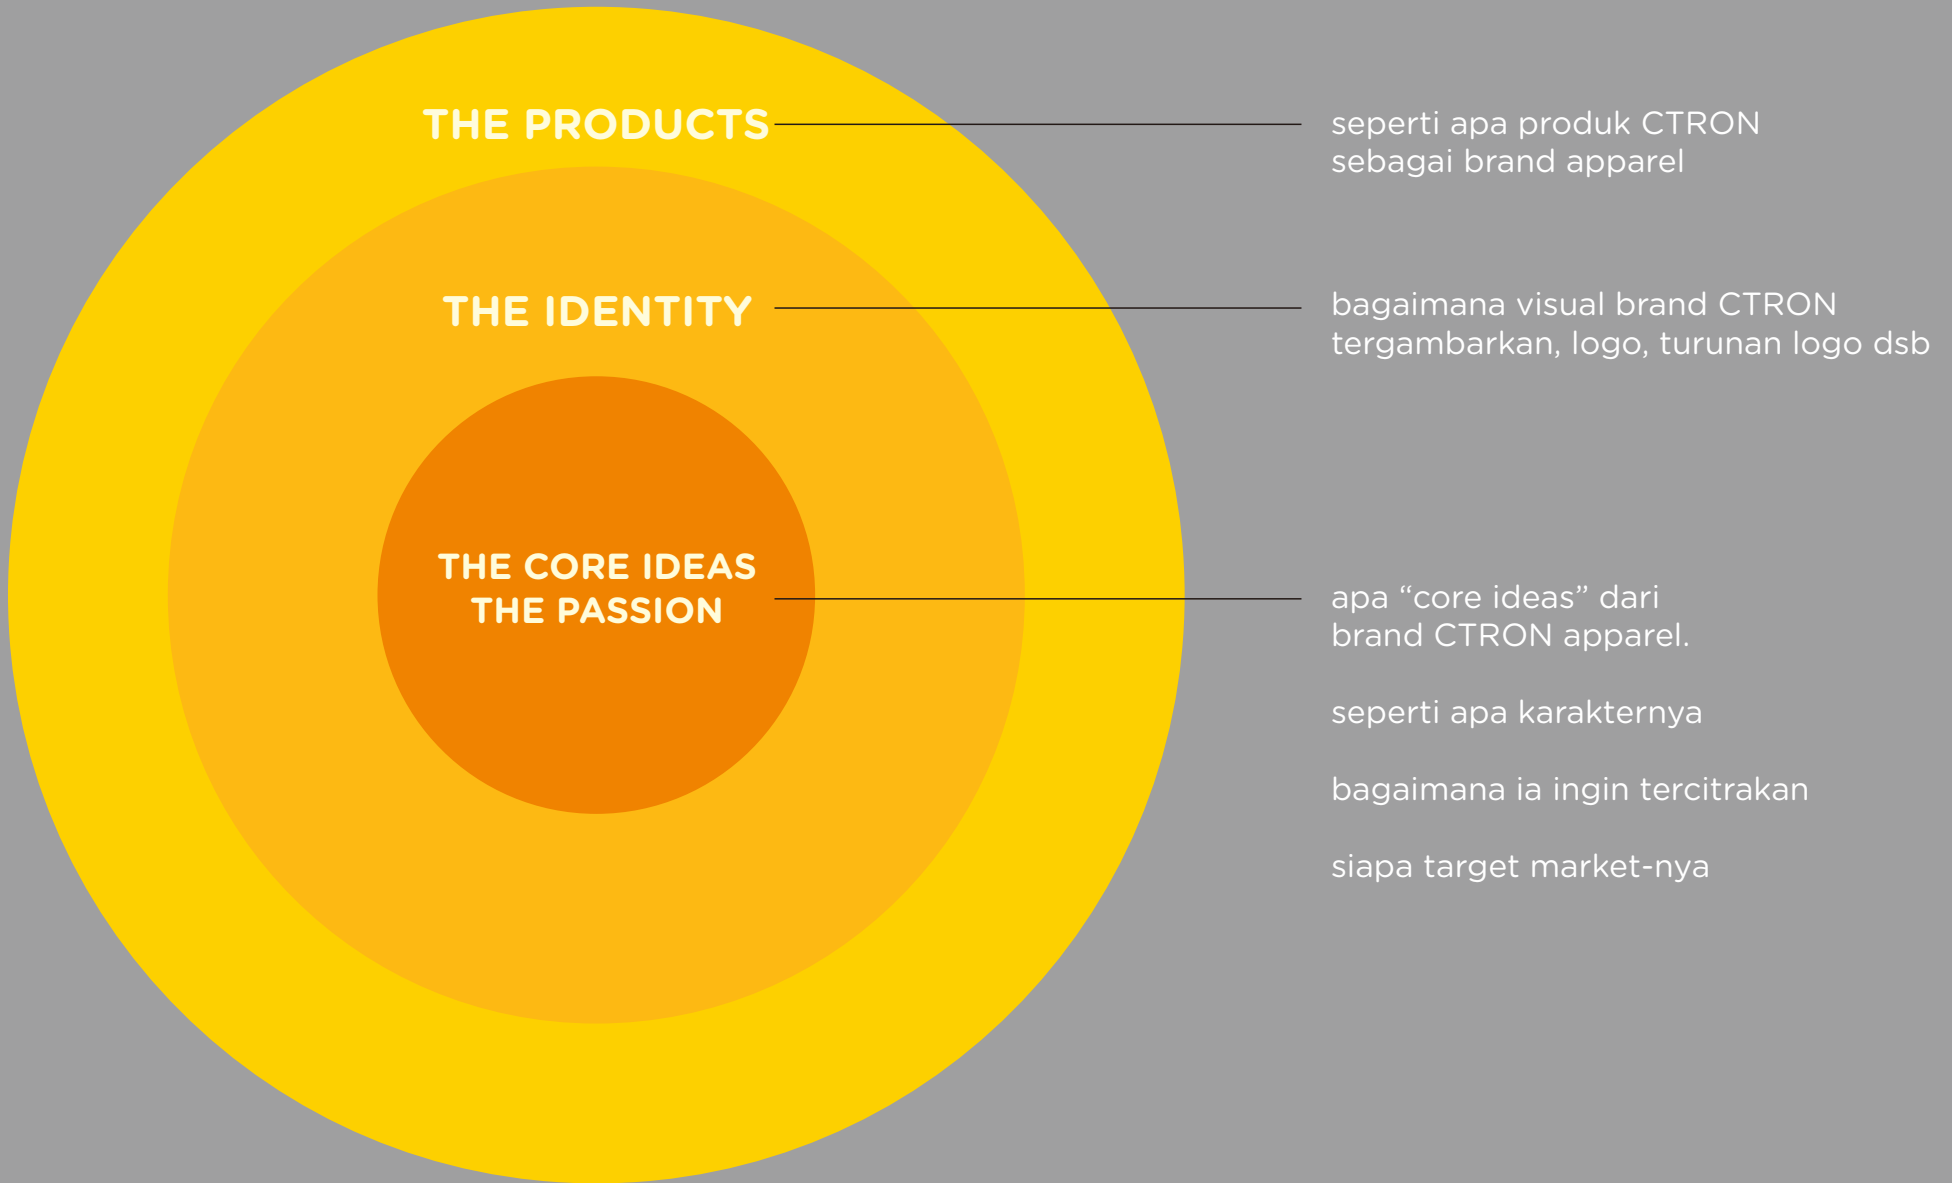 THE PRODUCTS
seperti apa produk CTRON
sebagai brand apparel
THE IDENTITY
bagaimana visual brand CTRON
tergambarkan, logo, turunan logo dsb
THE CORE IDEAS
THE PASSION
apa “core ideas” dari
brand CTRON apparel.
seperti apa karakternya
bagaimana ia ingin tercitrakan
siapa target market-nya